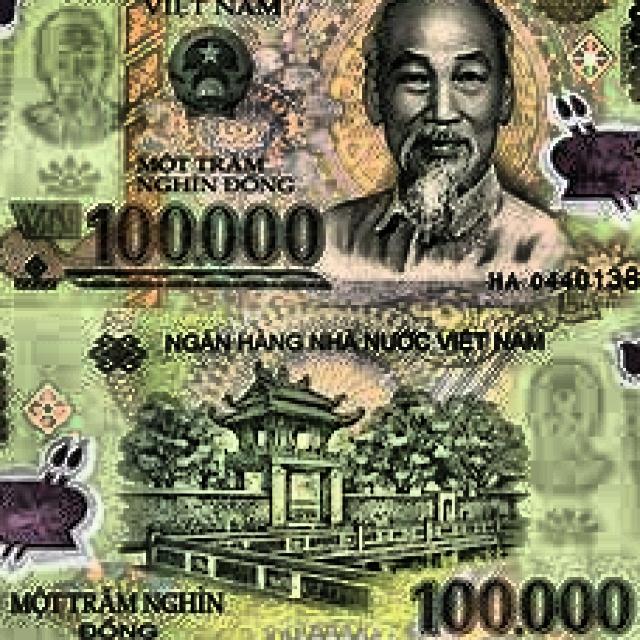 VIỆT NAM
MỘT TRĂM
NGHÌN ĐỒNG
VN
100000
HA 0440138
NGÂN HÀNG NHÀ NƯỚC VIỆT NAM
MỘT TRĂM NGHÌN
ĐỒNG
100.000